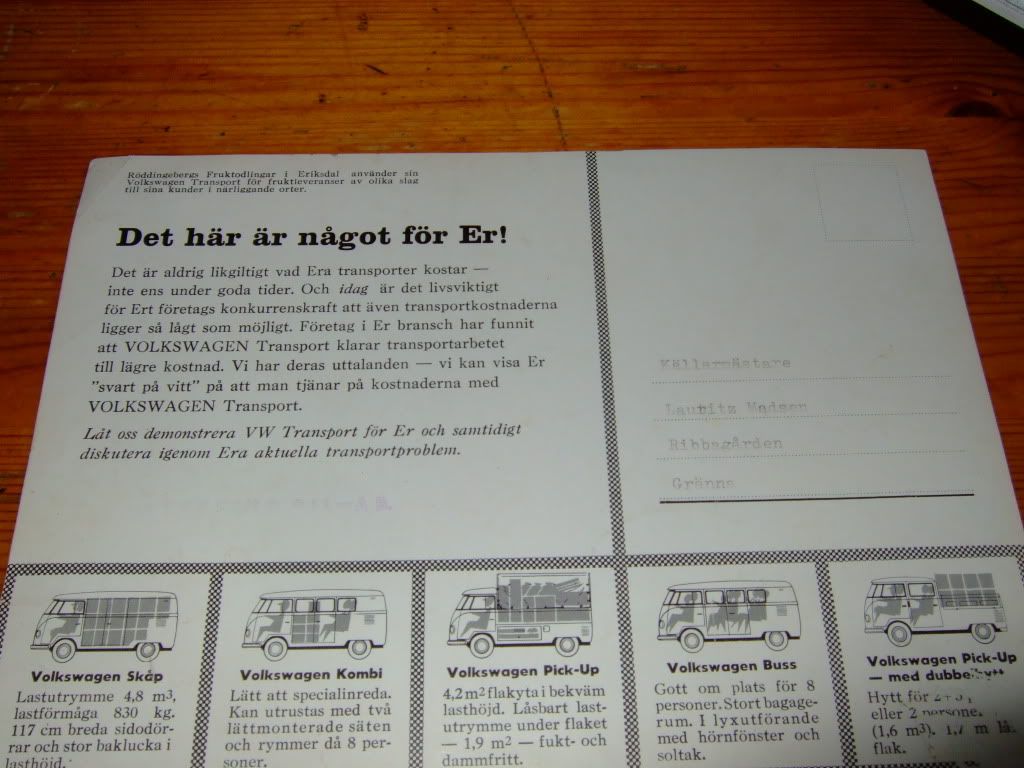 Röddingebergs Fruktodlingar i Eriksdal använder sin
Volkswagen Transport för fruktleveranser av olika slag
till sina kunder i närliggande orter.
Det här är något för Er!
Det är aldrig likgiltigt vad Era transporter kostar —
inte ens under goda tider. Och idag är det livsviktigt
för Ert företags konkurrenskraft att även transportkostnaderna
ligger så lågt som möjligt. Företag i Er bransch har funnit
att VOLKSWAGEN Transport klarar transportarbetet
till lägre kostnad. Vi har deras uttalanden — vi kan visa Er
"svart på vitt" på att man tjänar på kostnaderna med
VOLKSWAGEN Transport.
Låt oss demonstrera VW Transport för Er och samtidigt
diskutera igenom Era aktuella transportproblem.
Källarmästare
Lauritz Madsen
Ribbagården
Gränna
Volkswagen Skåp
Lastutrymme 4,8 m³,
lastförmåga 830 kg.
117 cm breda sidodör-
rar och stor baklucka i
lasthöjd.
Volkswagen Kombi
Lätt att specialinreda.
Kan utrustas med två
lättmonterade säten
och rymmer då 8 per-
soner.
Volkswagen Pick-Up
4,2 m² flakyta i bekväm
lasthöjd. Låsbart last-
utrymme under flaket
— 1,9 m² — fukt- och
dammfritt.
Volkswagen Buss
Gott om plats för 8
personer. Stort bagage-
rum. I lyxutförande
med hörnfönster och
soltak.
Volkswagen Pick-Up
— med
Hytt för
eller 2 personer.
(1,6 m³). 1,7 m
flak.